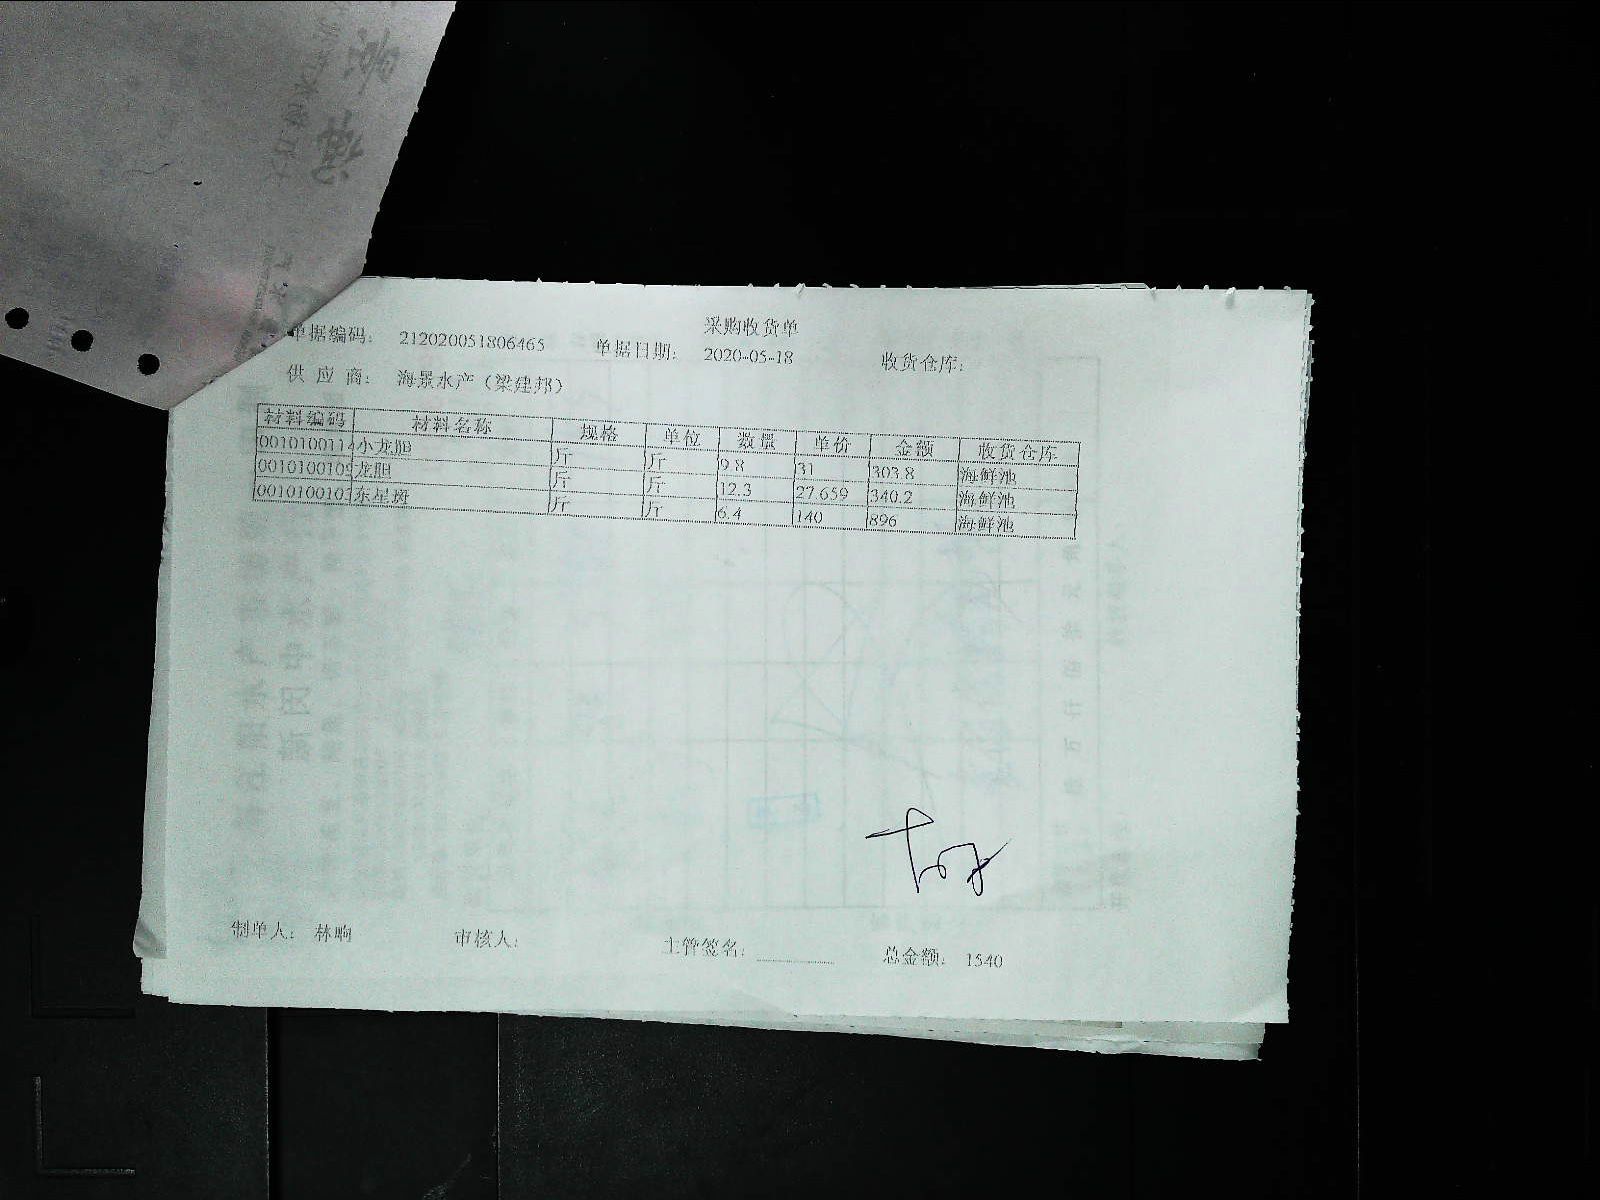 采购收货单
单据编码： 212020051806465 单据日期： 2020-05-18 收货仓库：
供 应 商： 海景水产（梁建邦）
材料编码 材料名称 规格 单位 数量 单价 金额 收货仓库
0010100114 小龙胆 斤 斤 9.8 31 303.8 海鲜池
001010010 龙胆 斤 斤 12.3 27.659 340.2 海鲜池
001010010 东星斑 斤 斤 6.4 140 896 海鲜池
制单人： 林晌 审核人： 主管签名： 总金额： 1540